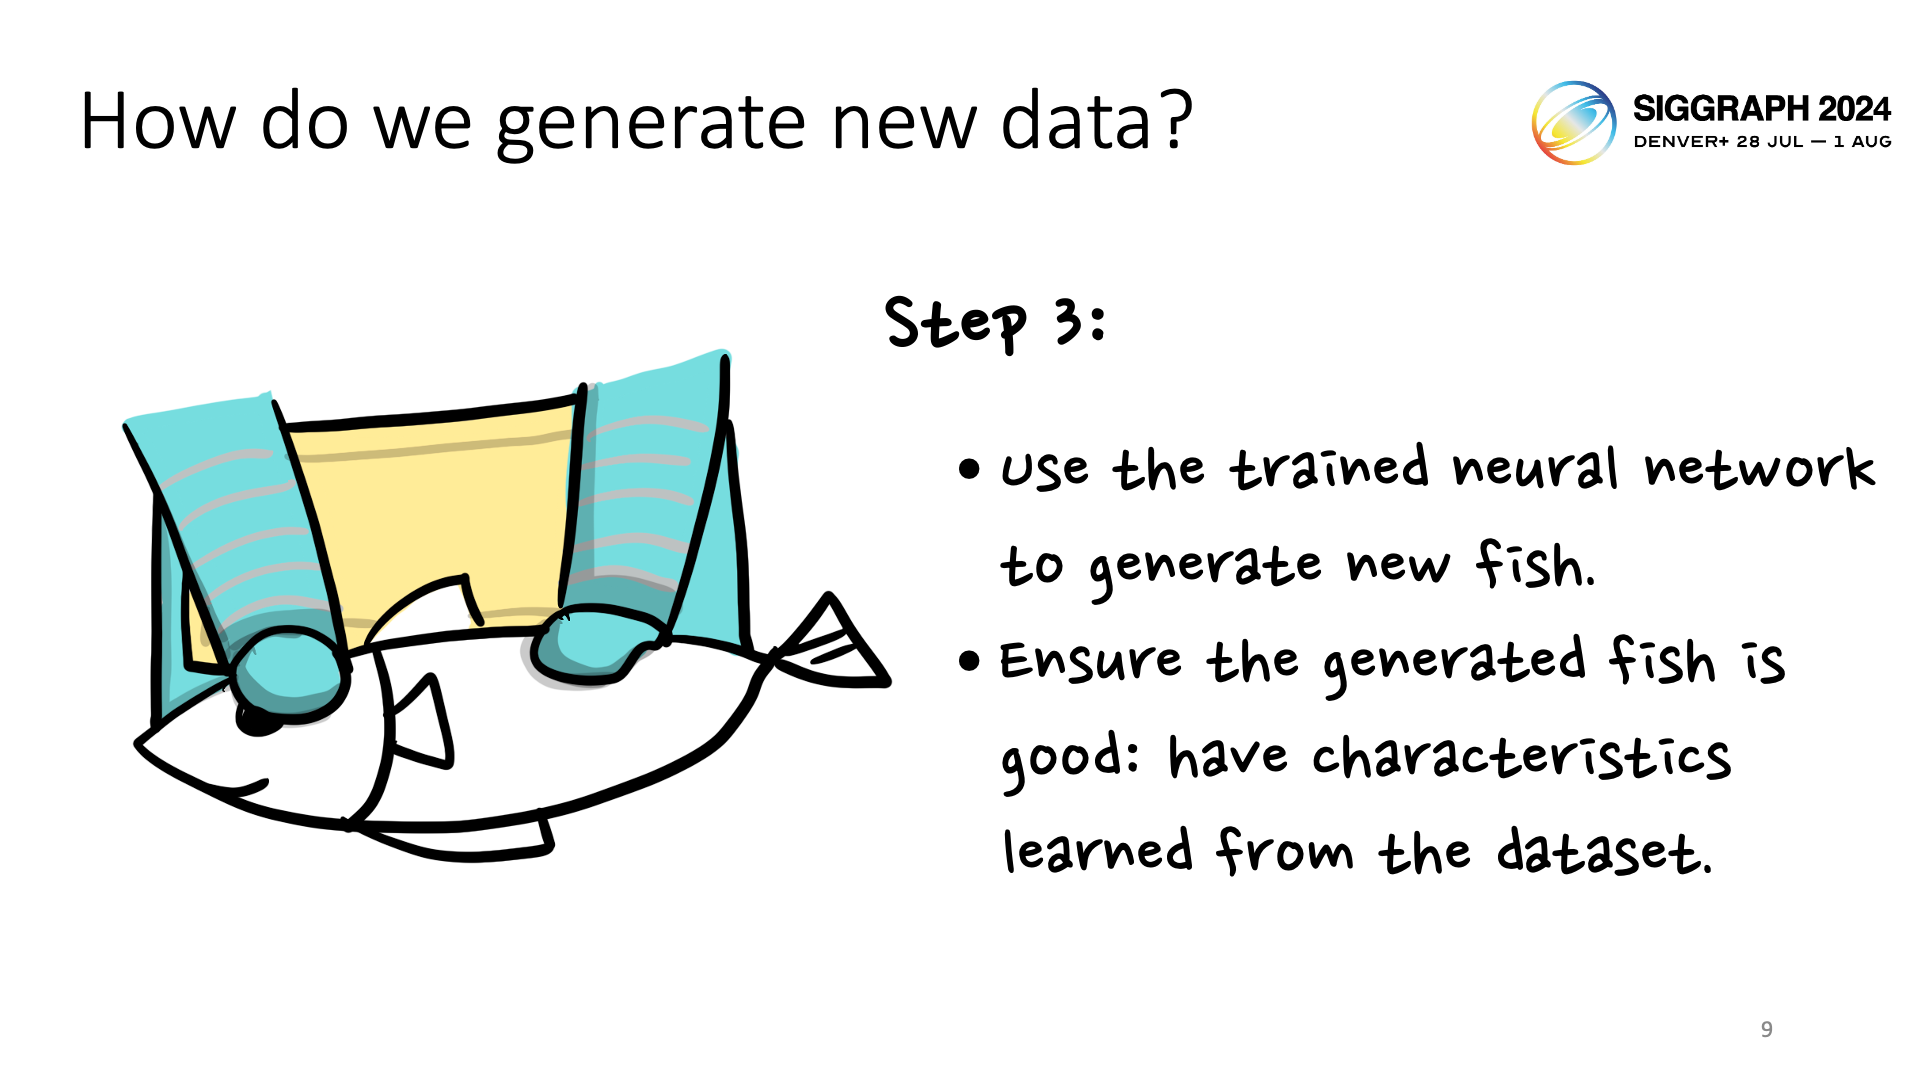 How do we generate new data?
SIGGRAPH 2024
DENVER+ 28 JUL — 1 AUG
Step 3:
• Use the trained neural network
to generate new fish.
• Ensure the generated fish is
good: have characteristics
learned from the dataset.
9